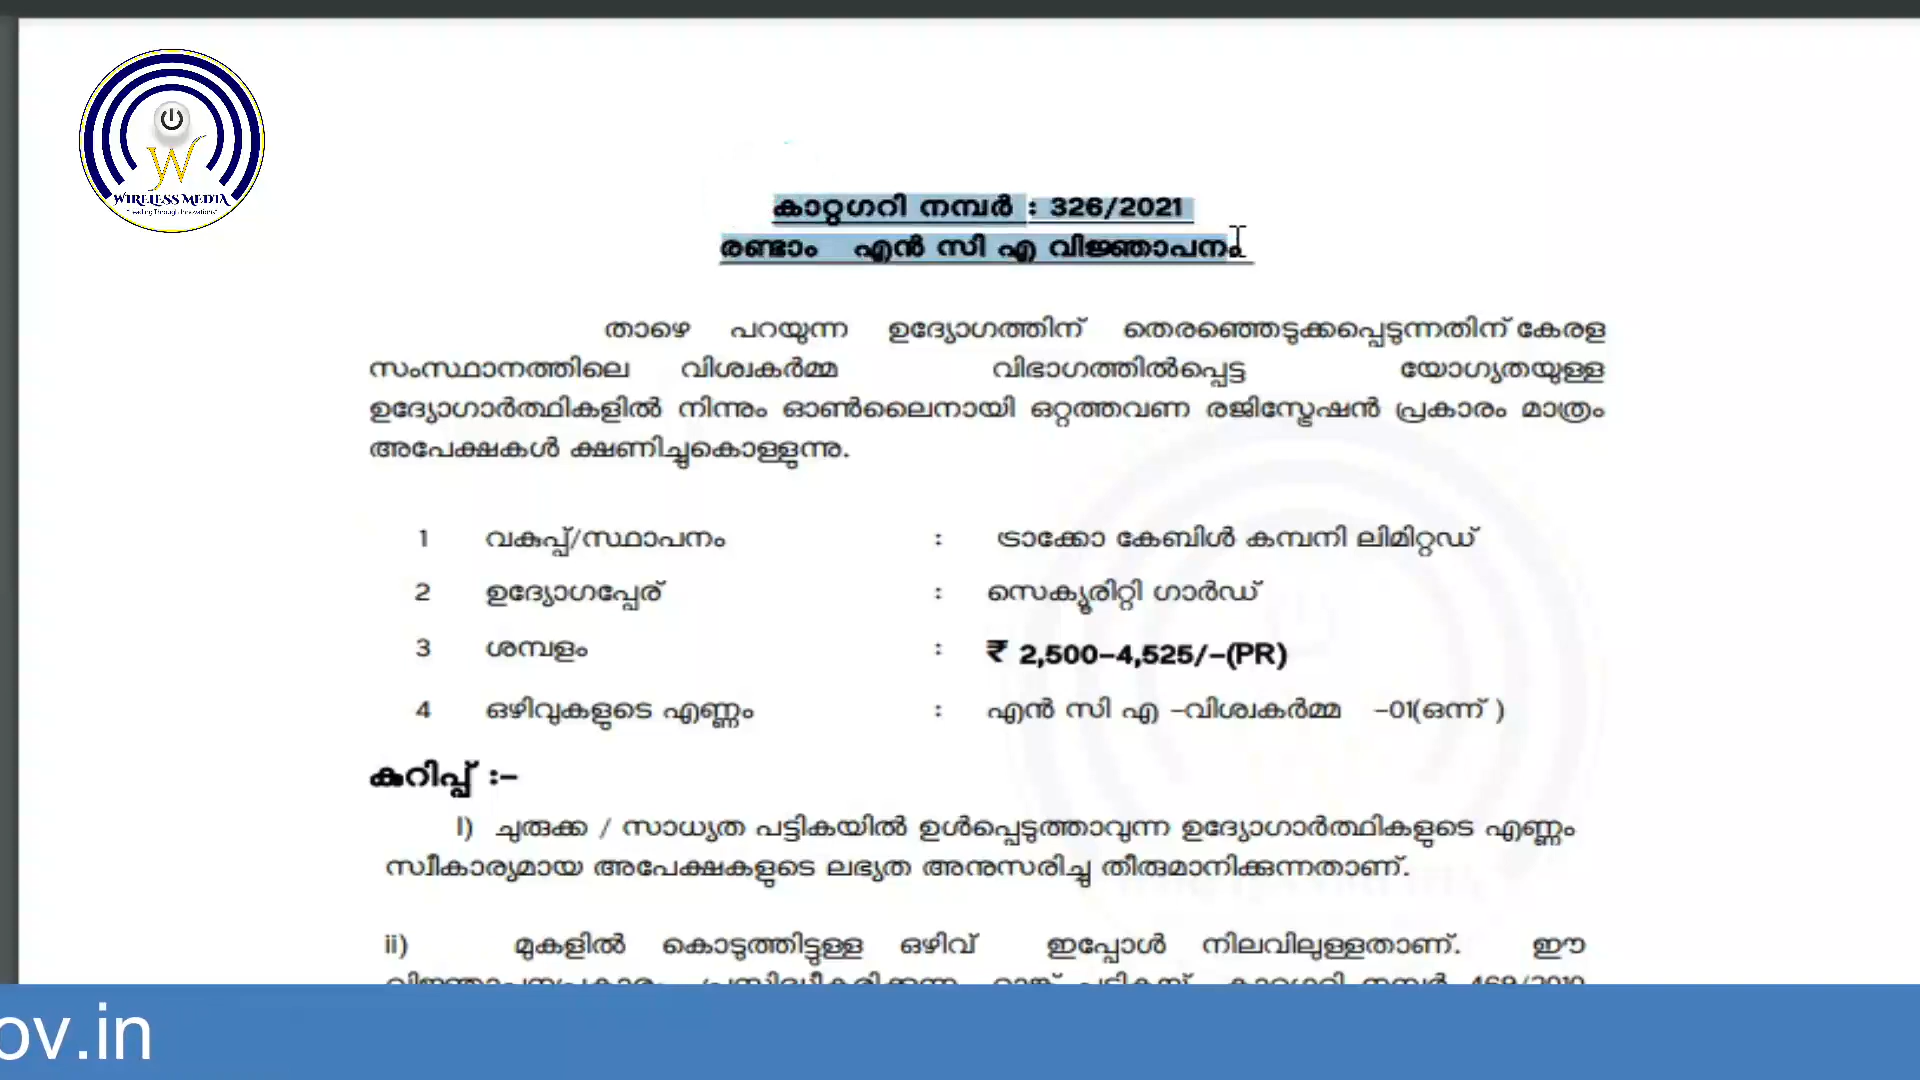 WIRELESS MEDIA
"Leading Through Innovations"
കാറ്റഗറി നമ്പർ : 326/2021
രണ്ടാം എൻ സി എ വിജ്ഞാപനം
താഴെ പറയുന്ന ഉദ്യോഗത്തിന് തെരഞ്ഞെടുക്കപ്പെടുന്നതിന് കേരള
സംസ്ഥാനത്തിലെ വിശ്വകർമ്മ വിഭാഗത്തിൽപ്പെട്ട യോഗ്യതയുള്ള
ഉദ്യോഗാർത്ഥികളിൽ നിന്നും ഓൺലൈനായി ഒറ്റത്തവണ രജിസ്ട്രേഷൻ പ്രകാരം മാത്രം
അപേക്ഷകൾ ക്ഷണിച്ചുകൊള്ളുന്നു.
1 വകുപ്പ്/സ്ഥാപനം : ട്രാക്കോ കേബിൾ കമ്പനി ലിമിറ്റഡ്
2 ഉദ്യോഗപ്പേര് : സെക്യൂരിറ്റി ഗാർഡ്
3 ശമ്പളം : ₹ 2,500–4,525/–(PR)
4 ഒഴിവുകളുടെ എണ്ണം : എൻ സി എ –വിശ്വകർമ്മ –01(ഒന്ന് )
കുറിപ്പ് :–
I) ചുരുക്ക / സാധ്യത പട്ടികയിൽ ഉൾപ്പെടുത്താവുന്ന ഉദ്യോഗാർത്ഥികളുടെ എണ്ണം
സ്വീകാര്യമായ അപേക്ഷകളുടെ ലഭ്യത അനുസരിച്ചു തീരുമാനിക്കുന്നതാണ്.
ii) മുകളിൽ കൊടുത്തിട്ടുള്ള ഒഴിവ് ഇപ്പോൾ നിലവിലുള്ളതാണ്. ഈ
ov.in